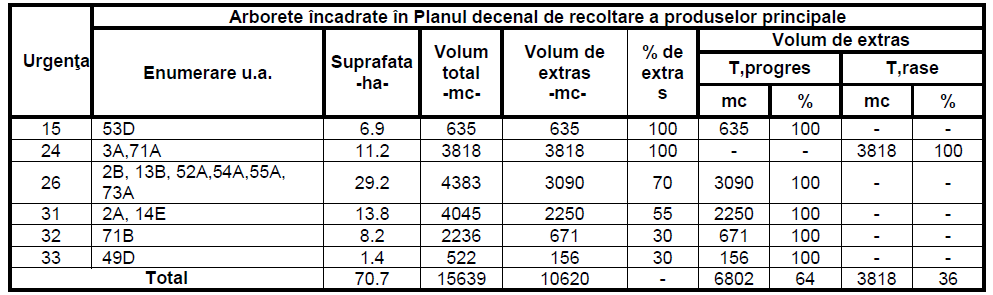 Arborete încadrate în Planul decenal de recoltare a produselor principale
Urgenţa Enumerare u.a. Suprafata -ha- Volum total -mc- Volum de extras -mc- % de extra s Volum de extras
T,progres T,rase
mc % mc %
15 53D 6.9 635 635 100 635 100 - -
24 3A,71A 11.2 3818 3818 100 - - 3818 100
26 2B, 13B, 52A,54A,55A, 73A 29.2 4383 3090 70 3090 100 - -
31 2A, 14E 13.8 4045 2250 55 2250 100 - -
32 71B 8.2 2236 671 30 671 100 - -
33 49D 1.4 522 156 30 156 100 - -
Total 70.7 15639 10620 - 6802 64 3818 36